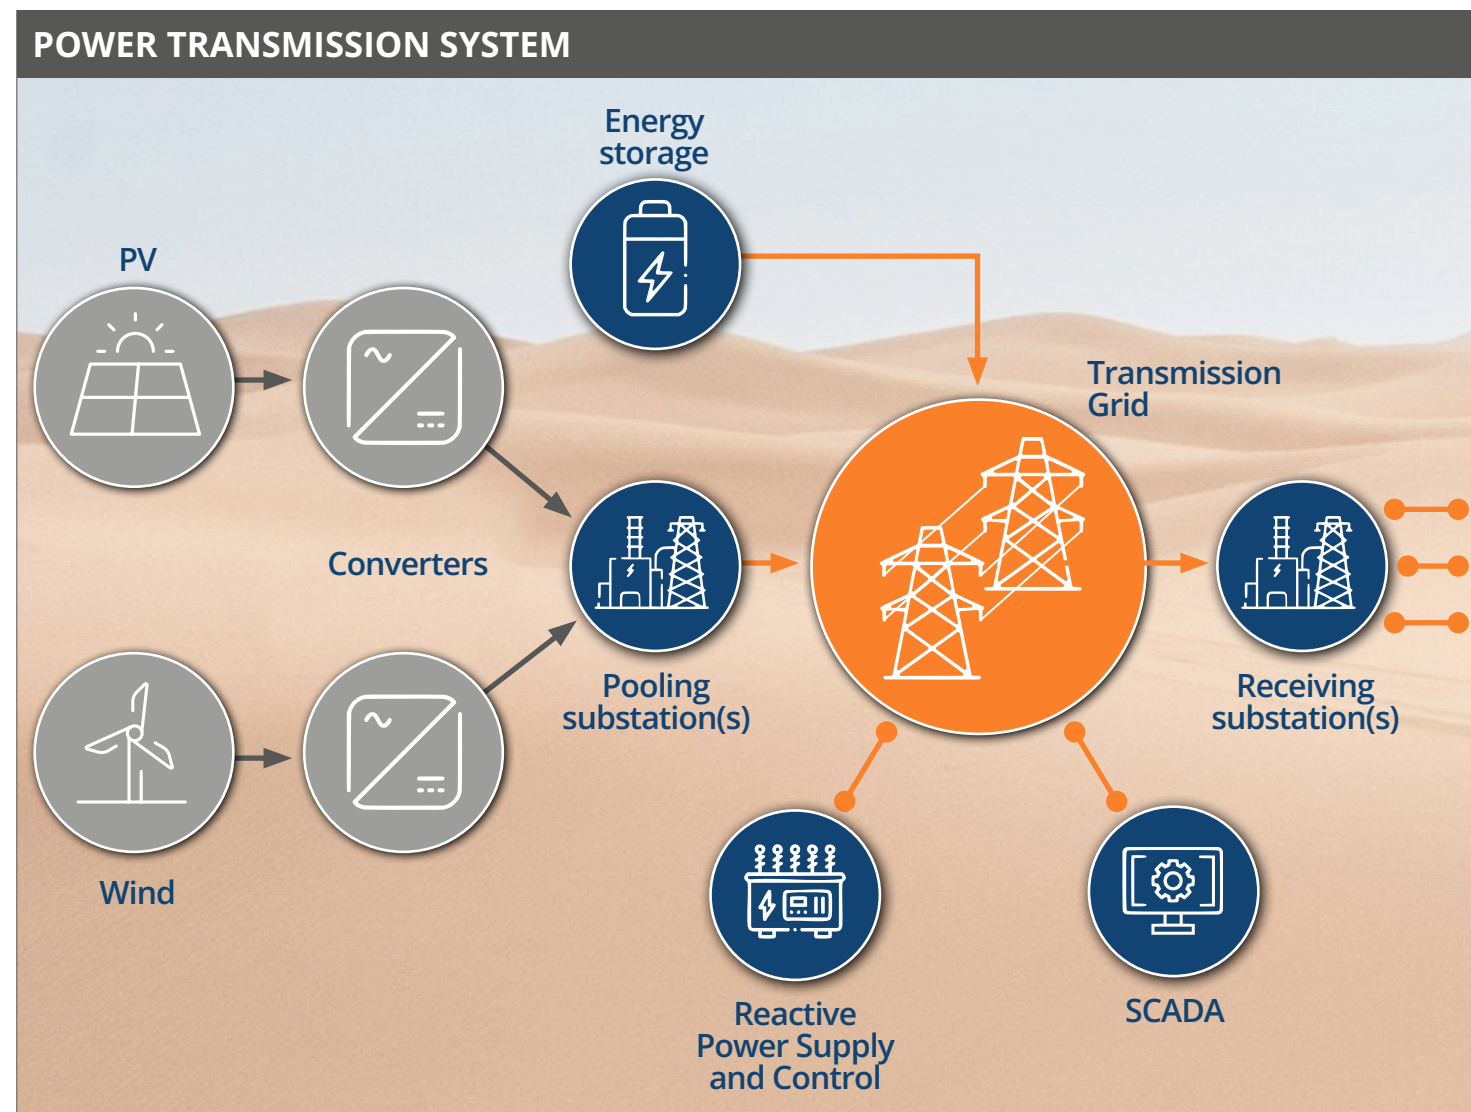 POWER TRANSMISSION SYSTEM
Energy
storage
PV
Transmission
Grid
Converters
Pooling
substation(s)
Receiving
substation(s)
Wind
Reactive
Power Supply
and Control
SCADA